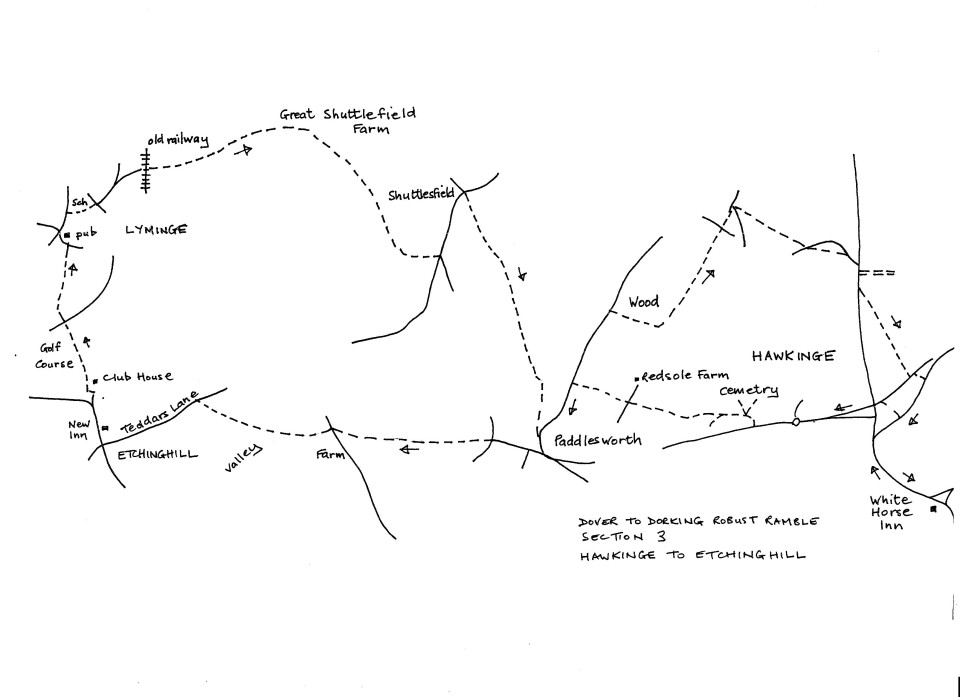 Great Shuttlefield
Farm
old railway
Shuttlesfield
Sch
pub
LYMINGE
Wood
Golf
Course
Club House
HAWKINGE
Redsole Farm
cemetry
New
Inn
Teddars Lane
ETCHINGHILL
valley
Farm
Paddlesworth
White
Horse
Inn
DOVER TO DORKING ROBUST RAMBLE
SECTION 3
HAWKINGE TO ETCHINGHILL